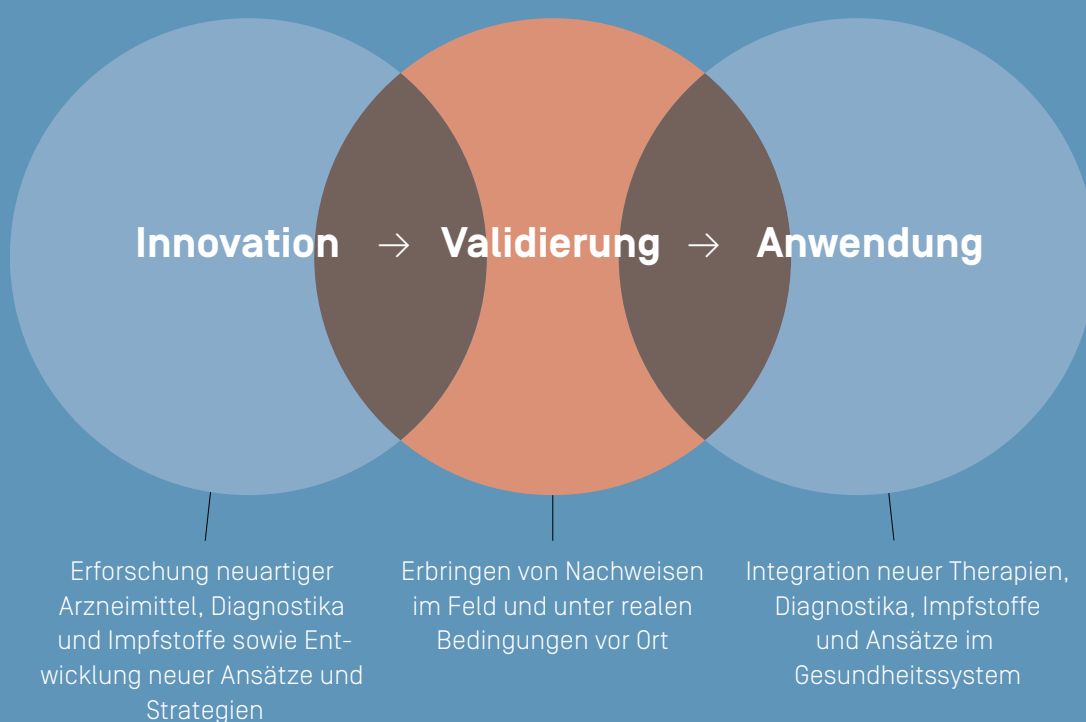 Innovation → Validierung → Anwendung
Erforschung neuartiger
Arzneimittel, Diagnostika
und Impfstoffe sowie Ent-
wicklung neuer Ansätze und
Strategien
Erbringen von Nachweisen
im Feld und unter realen
Bedingungen vor Ort
Integration neuer Therapien,
Diagnostika, Impfstoffe
und Ansätze im
Gesundheitssystem